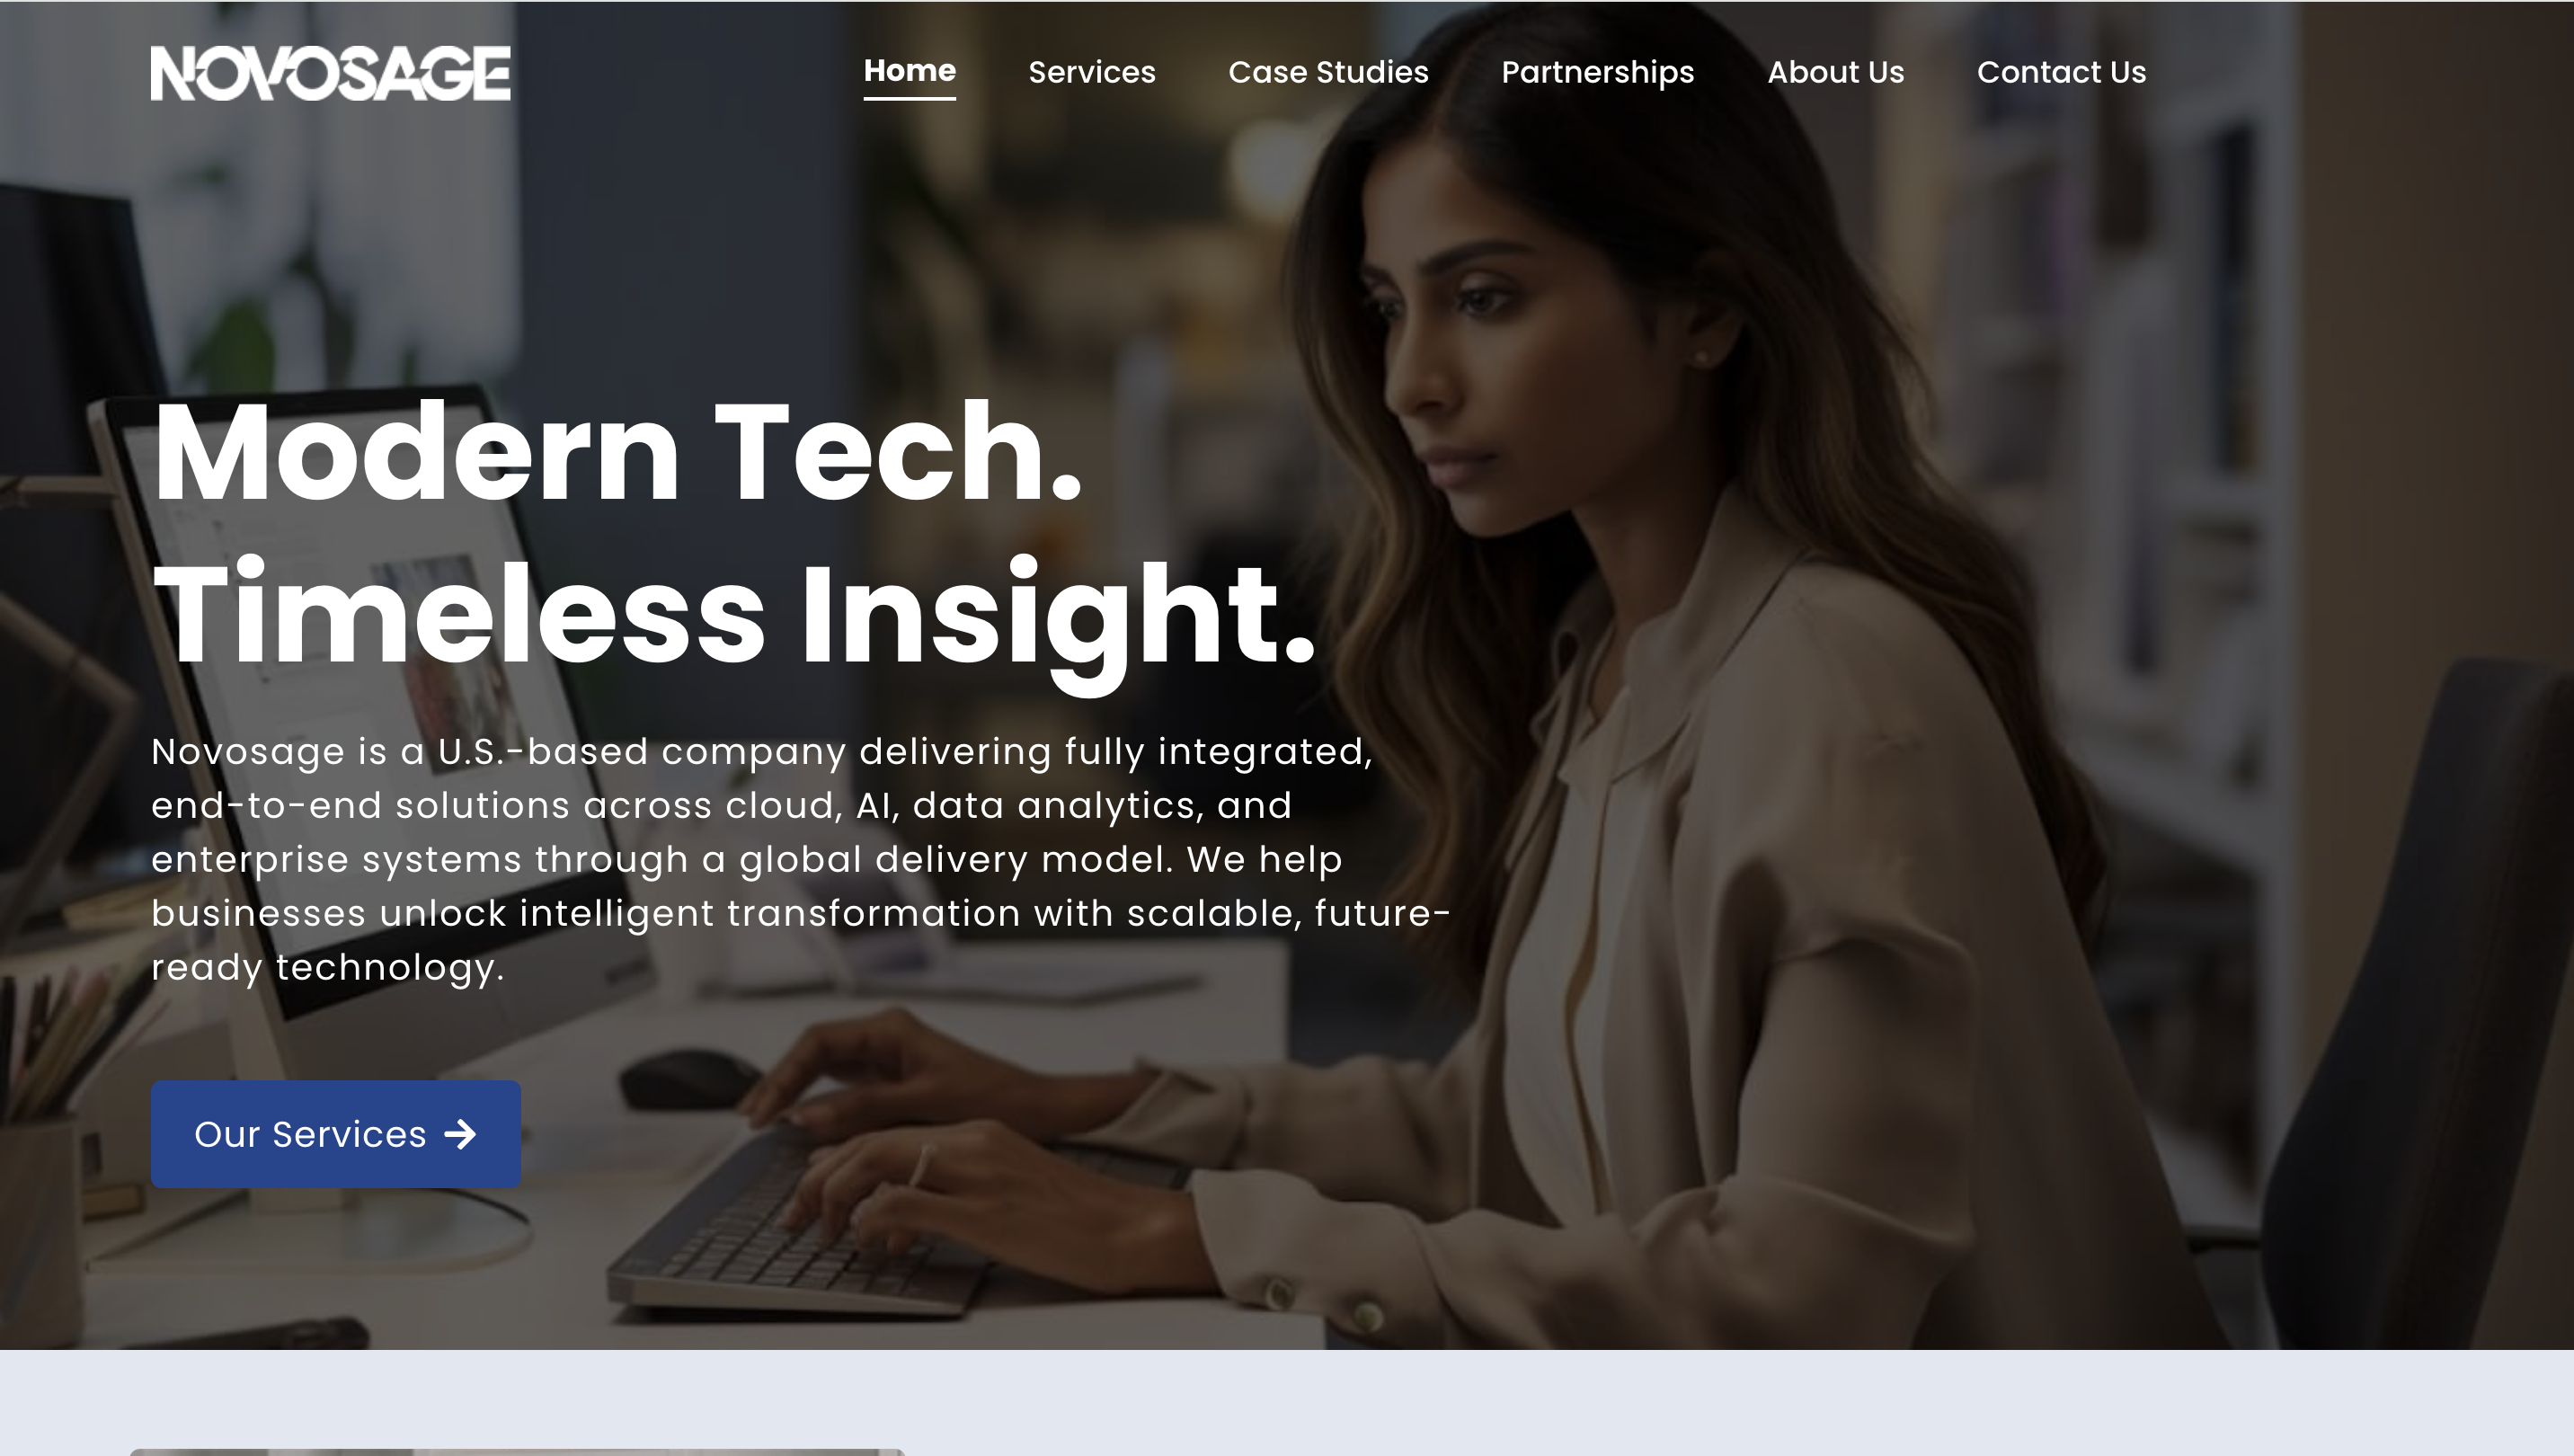 NOVOSAGE
Home Services Case Studies Partnerships About Us Contact Us
Modern Tech.
Timeless Insight.
Novosage is a U.S.-based company delivering fully integrated,
end-to-end solutions across cloud, AI, data analytics, and
enterprise systems through a global delivery model. We help
businesses unlock intelligent transformation with scalable, future-
ready technology.
Our Services